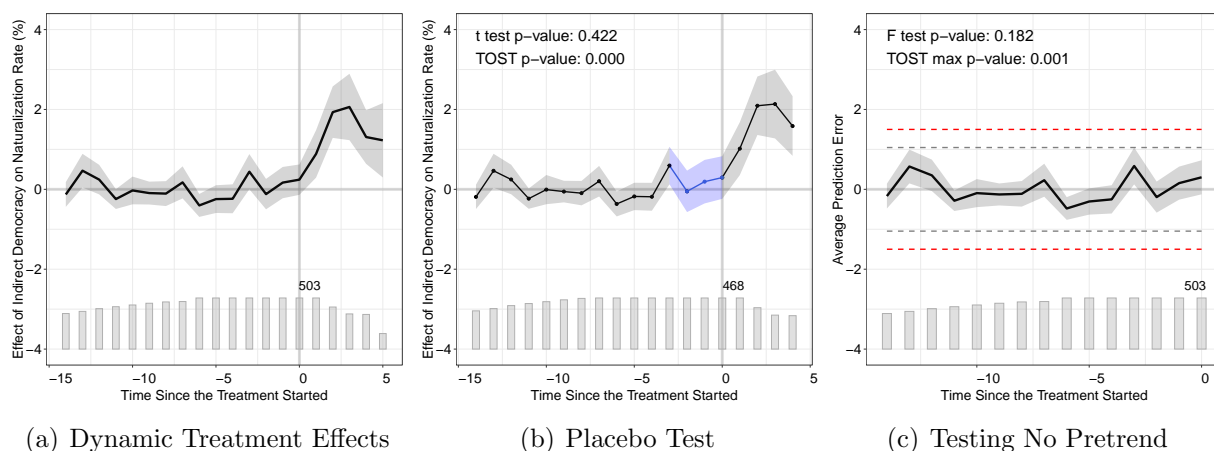 Effect of Indirect Democracy on Naturalization Rate (%)
4
2
0
−2
−4
503
−15
−10
−5
0
5
Time Since the Treatment Started
(a) Dynamic Treatment Effects
Effect of Indirect Democracy on Naturalization Rate (%)
4
2
0
−2
−4
t test p-value: 0.422
TOST p-value: 0.000
468
−15
−10
−5
0
5
Time Since the Treatment Started
(b) Placebo Test
Average Prediction Error
4
2
0
−2
−4
F test p-value: 0.182
TOST max p-value: 0.001
503
−10
−5
0
Time Since the Treatment Started
(c) Testing No Pretrend